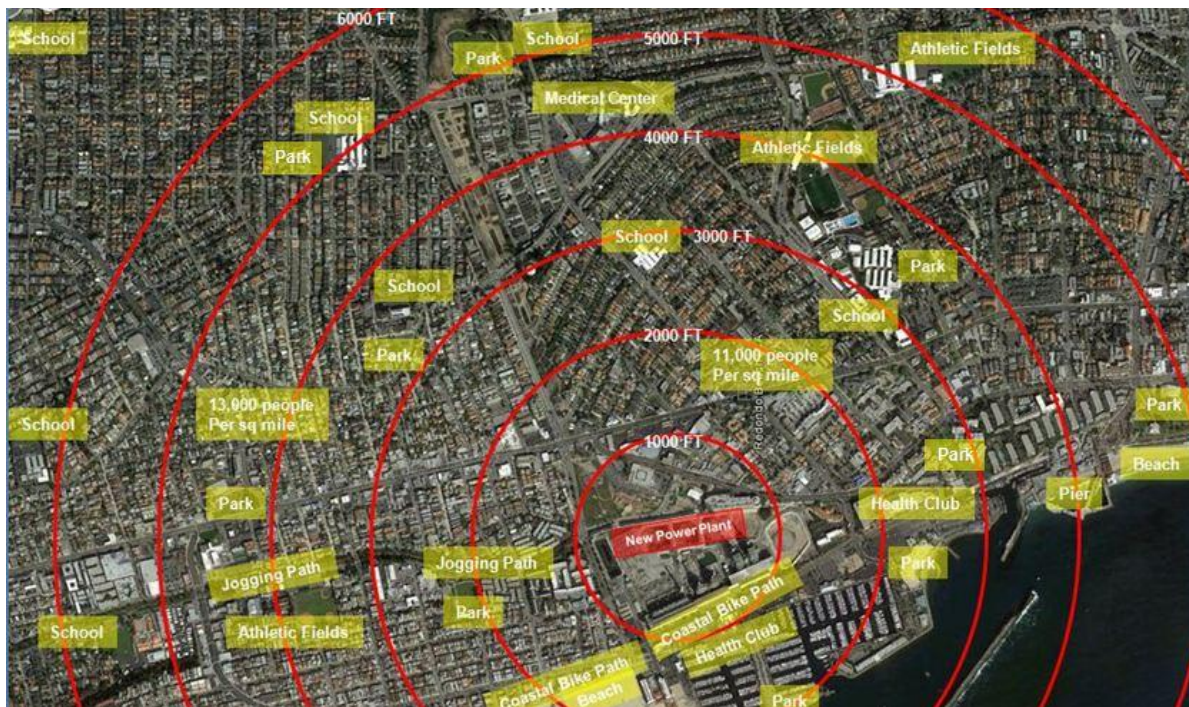 6000 FT
School
School
5000 FT
Park
Athletic Fields
Medical Center
School
4000 FT
Park
Athletic Fields
School
3000 FT
Park
School
School
2000 FT
Park
11,000 people
Per sq mile
13,000 people
Per sq mile
Redondo B
School
Park
1000 FT
Park
Beach
Park
Health Club
Pier
New Power Plant
Jogging Path
Jogging Path
Park
Coastal Bike Path
Park
School
Athletic Fields
Health Club
Coastal Bike Path
Beach
Park